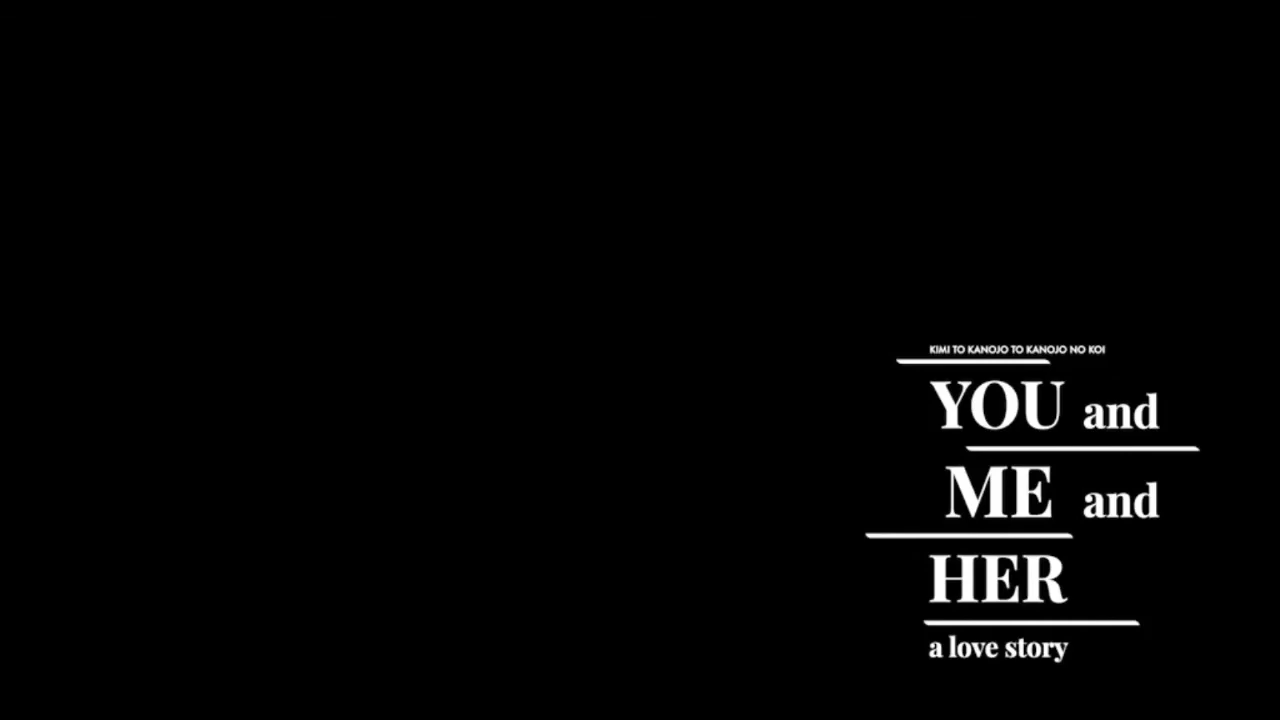 KIMI TO KANOJO TO KANOJO NO KOI
YOU and
ME and
HER
a love story